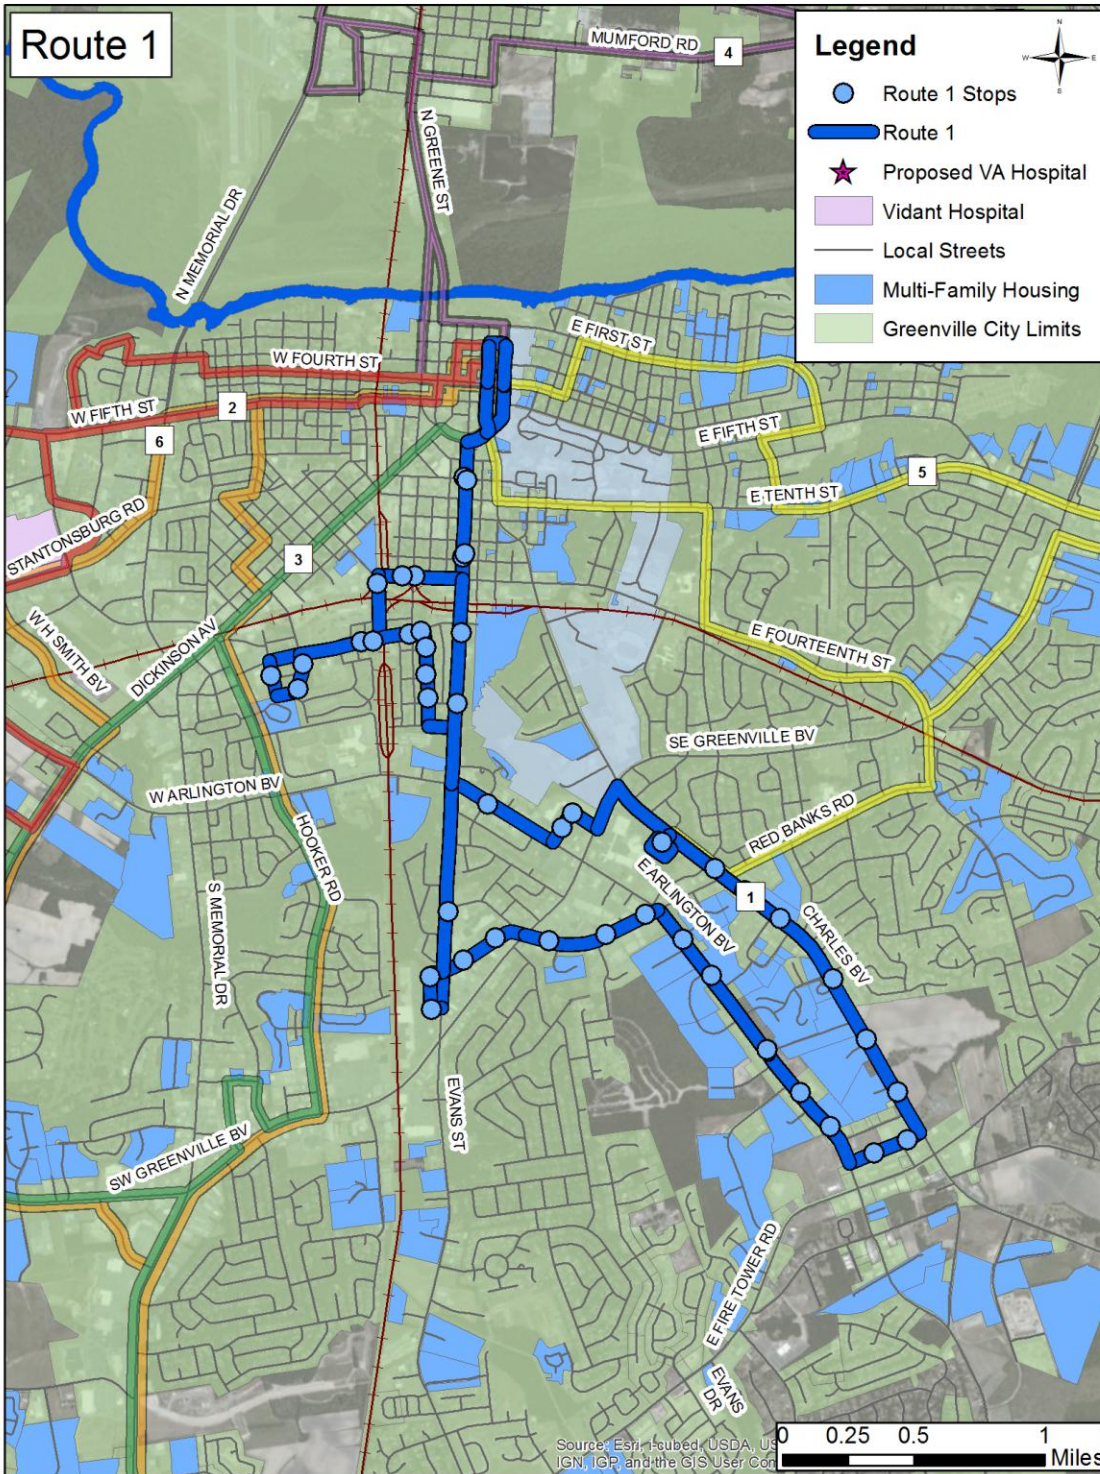 Route 1
MUMFORD RD
4
Legend
N
W
E
S
Route 1 Stops
Route 1
Proposed VA Hospital
Vidant Hospital
Local Streets
Multi-Family Housing
Greenville City Limits
N GREENE ST
N MEMORIAL DR
E FIRST ST
W FOURTH ST
W FIFTH ST
2
6
E FIFTH ST
5
E TENTH ST
STANTONSBURG RD
3
W H SMITH BV
DICKINSON AV
E FOURTEENTH ST
SE GREENVILLE BV
W ARLINGTON BV
HOOKER RD
RED BANKS RD
E ARLINGTON BV
1
CHARLES BV
S MEMORIAL DR
EVANS ST
SW GREENVILLE BV
E FIRE TOWER RD
EVANS
DR
0 0.25 0.5 1
Miles
Source: Esri, i-cubed, USDA, US
IGN, IGP, and the GIS User Com